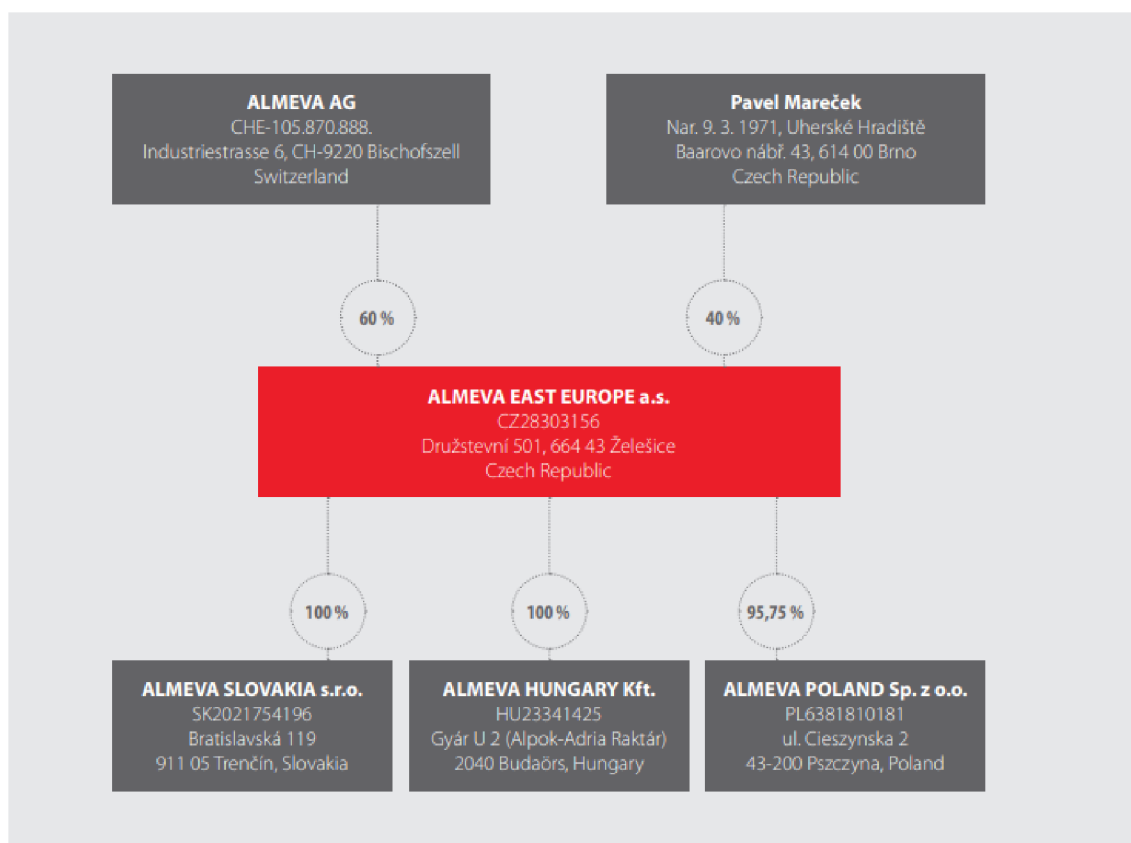 ALMEVA AG
CHE-105.870.888.
Industriestrasse 6, CH-9220 Bischofszell
Switzerland
Pavel Mareček
Nar. 9. 3. 1971, Uherské Hradiště
Baarovo nábř. 43, 614 00 Brno
Czech Republic
60 %
40 %
ALMEVA EAST EUROPE a.s.
CZ28303156
Družstevní 501, 664 43 Želešice
Czech Republic
100 %
100 %
95,75 %
ALMEVA SLOVAKIA s.r.o.
SK2021754196
Bratislavská 119
911 05 Trenčín, Slovakia
ALMEVA HUNGARY Kft.
HU23341425
Gyár U 2 (Alpok-Adria Raktár)
2040 Budaörs, Hungary
ALMEVA POLAND Sp. z o.o.
PL6381810181
ul. Cieszynska 2
43-200 Pszczyna, Poland